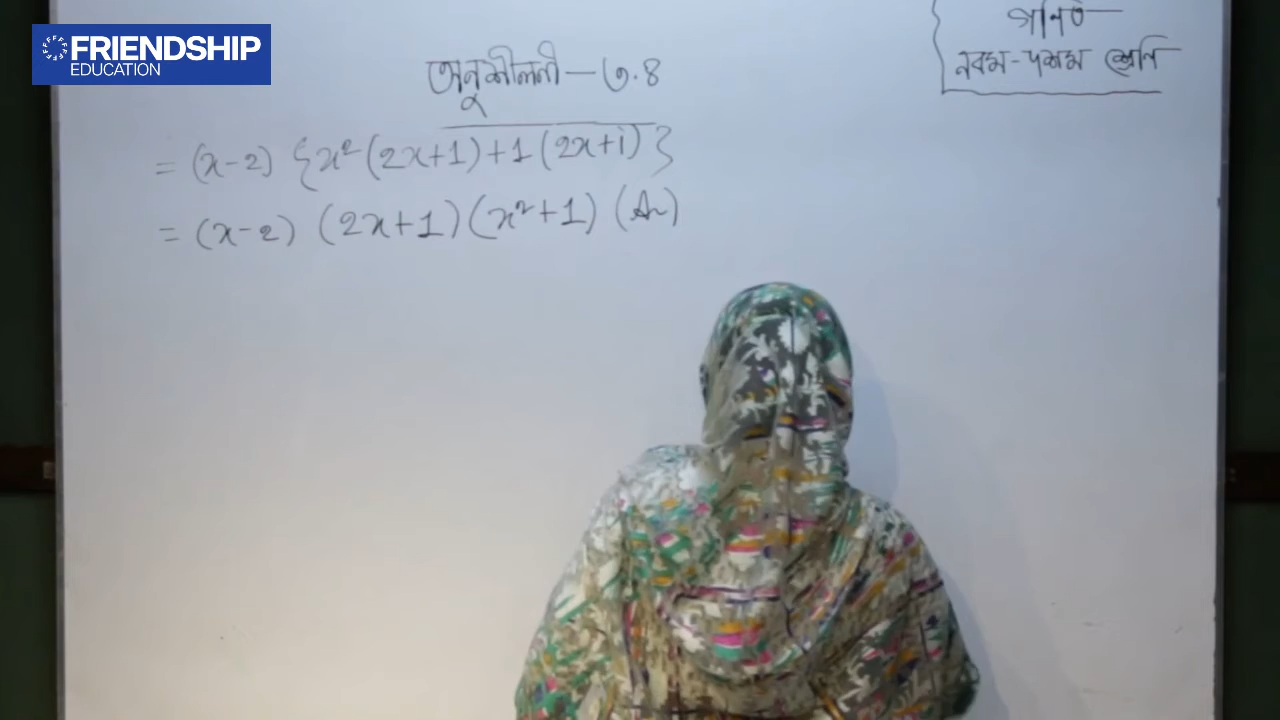 FRIENDSHIP
EDUCATION
গণিত
নবম-দশম শ্রেণি
অনুশীলনী - ৩.৪
= (x-2) {x²(2x+1)+1(2x+1)}
= (x-2) (2x+1)(x²+1) (An)